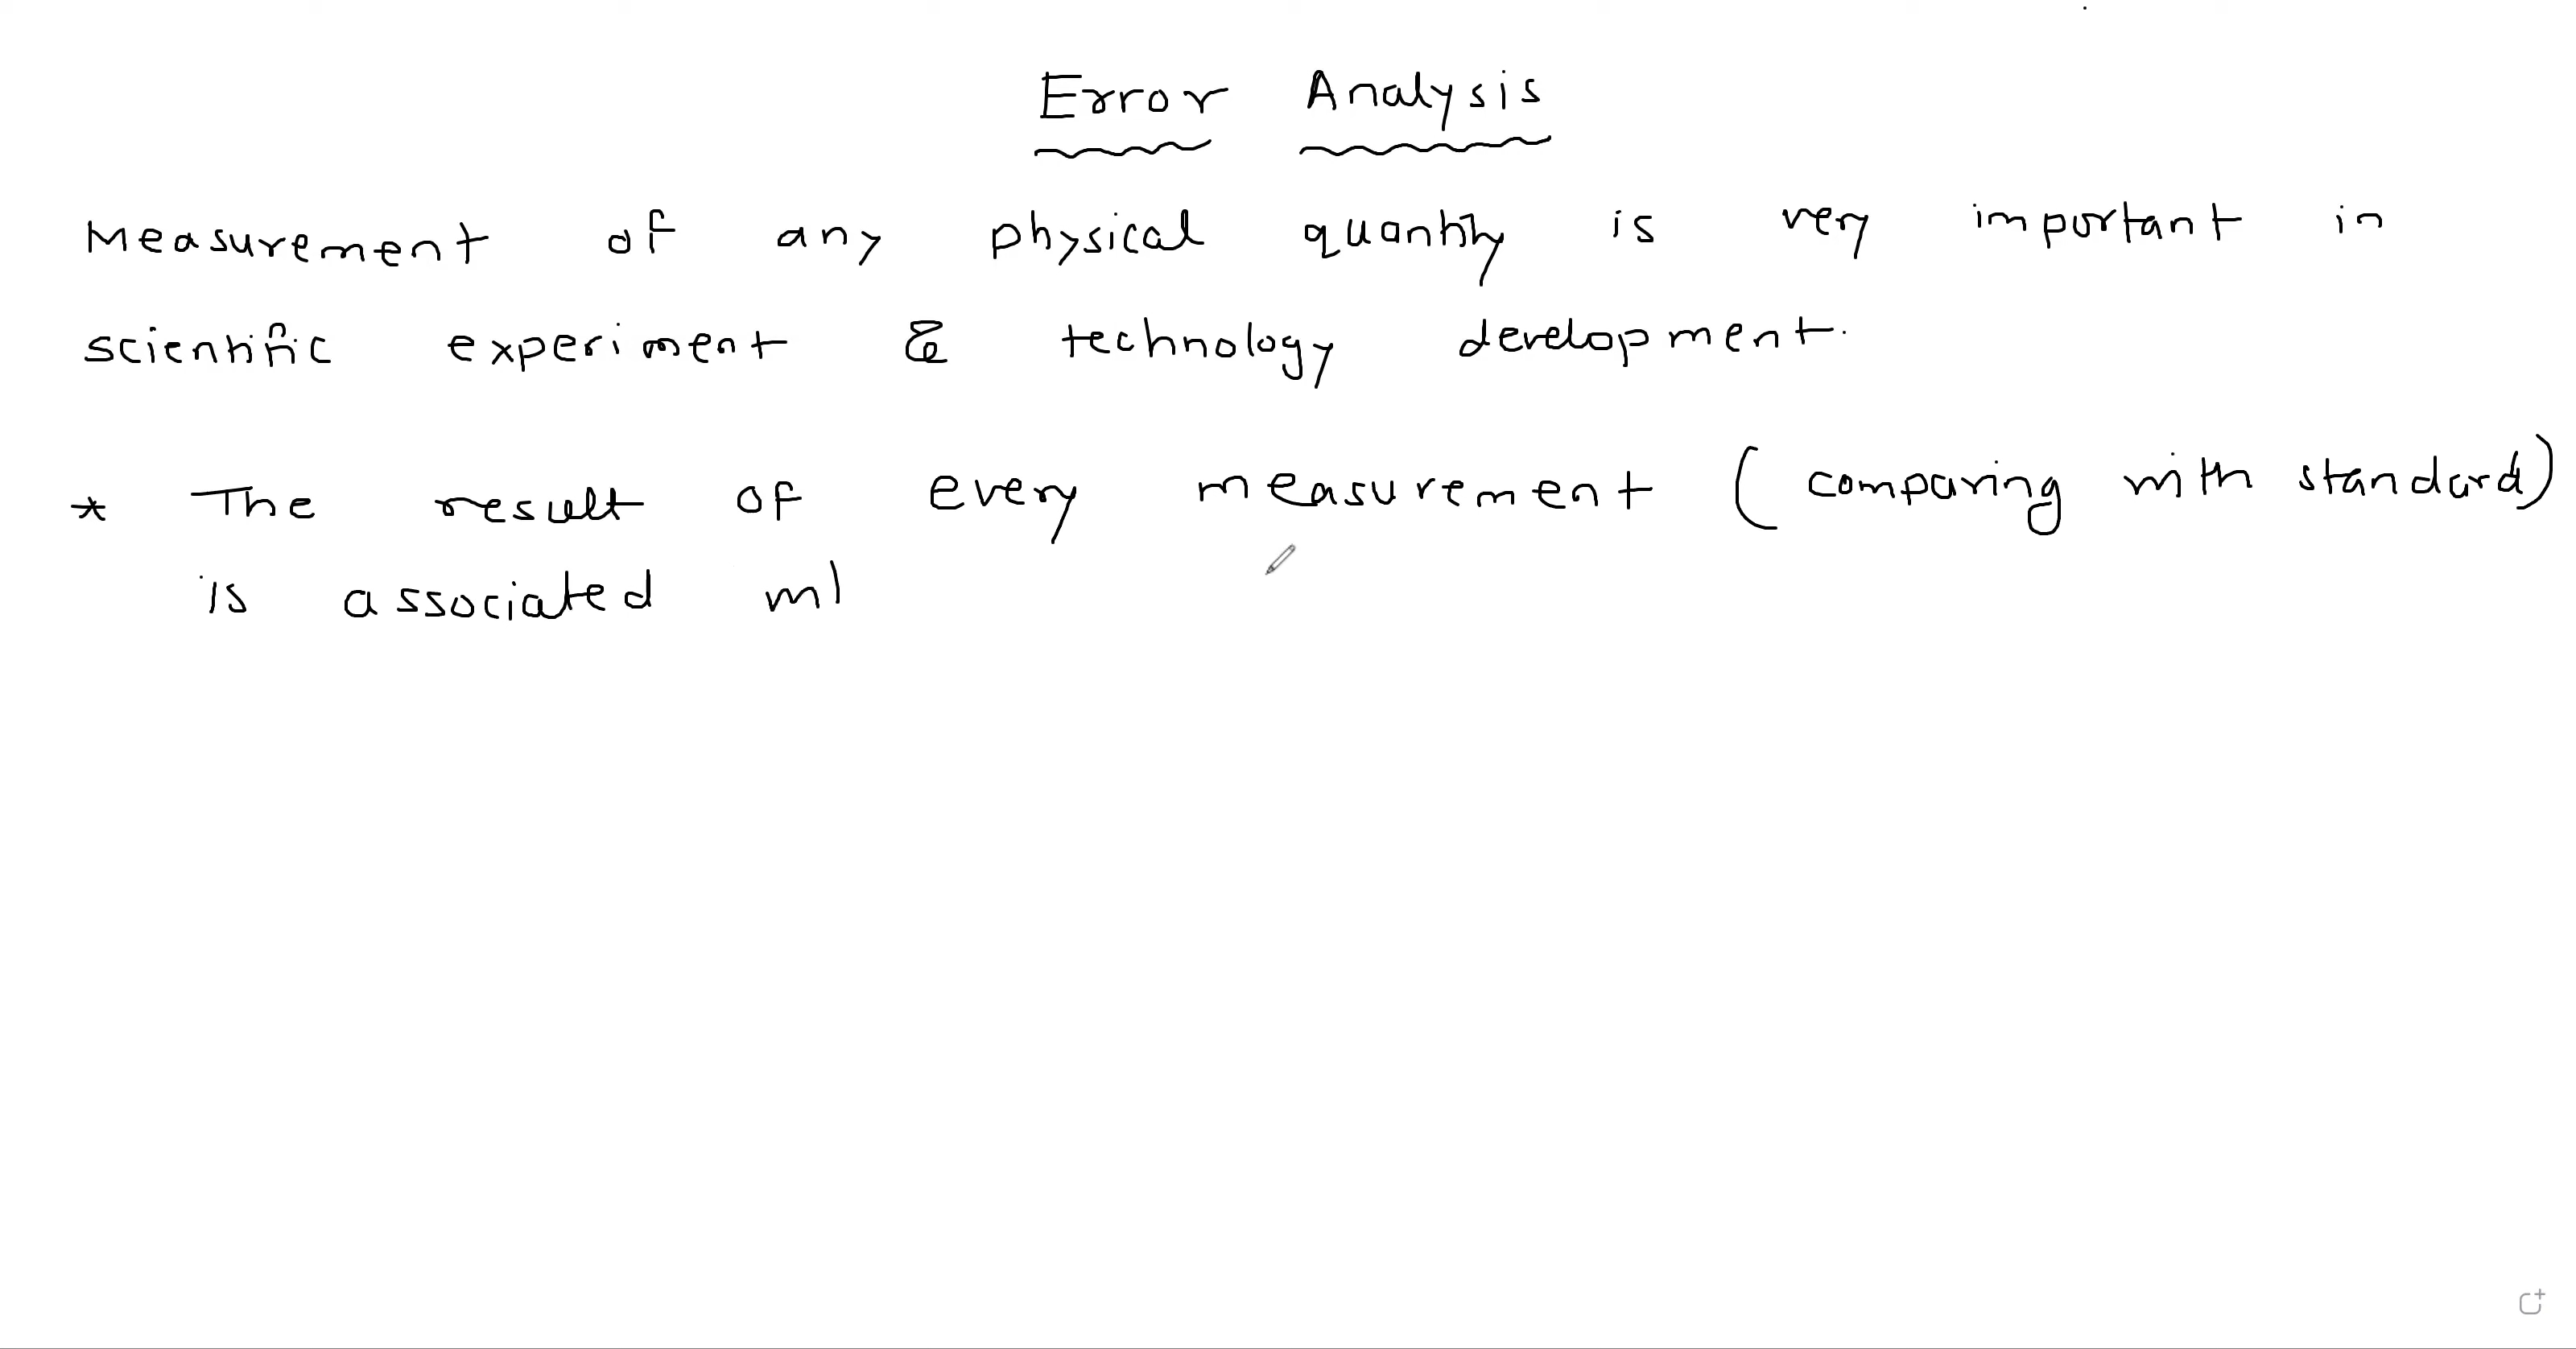 Error Analysis
Measurement of any physical quantity is very important in
scientific experiment & technology development.
* The result of every measurement (comparing with standard)
is associated